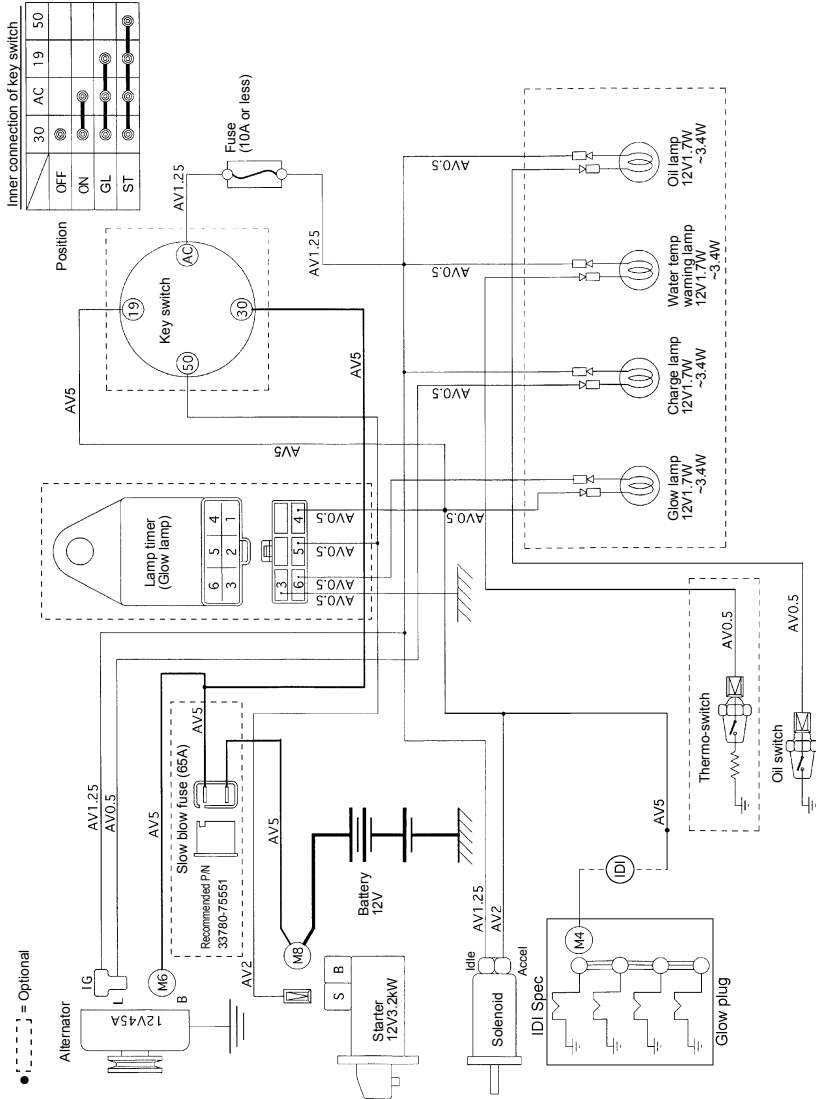 Inner connection of key switch
30 AC 19 50
OFF
ON
GL
ST
Position
Fuse
(10A or less)
AV1.25
AV1.25
Key switch
19
AC
30
50
AV5
AV5
AV5
Lamp timer
(Glow lamp)
6 5 4
3 2 1
3
6 5 4
AV0.5
AV0.5
AV0.5
AV0.5
AV0.5
AV0.5
AV0.5
AV0.5
Oil lamp
12V1.7W
~3.4W
Water temp
warning lamp
12V1.7W
~3.4W
Charge lamp
12V1.7W
~3.4W
Glow lamp
12V1.7W
~3.4W
= Optional
Alternator
12V45A
IG
L
B
M6
AV1.25
AV0.5
AV5
Slow blow fuse (65A)
AV5
Recommended P/N
33780-75551
AV5
AV2
M8
Battery
12V
S B
Starter
12V3.2kW
AV1.25
AV2
Idle
Accel
Solenoid
IDI Spec
M4
IDI
AV5
Glow plug
Thermo-switch
AV0.5
Oil switch
AV0.5